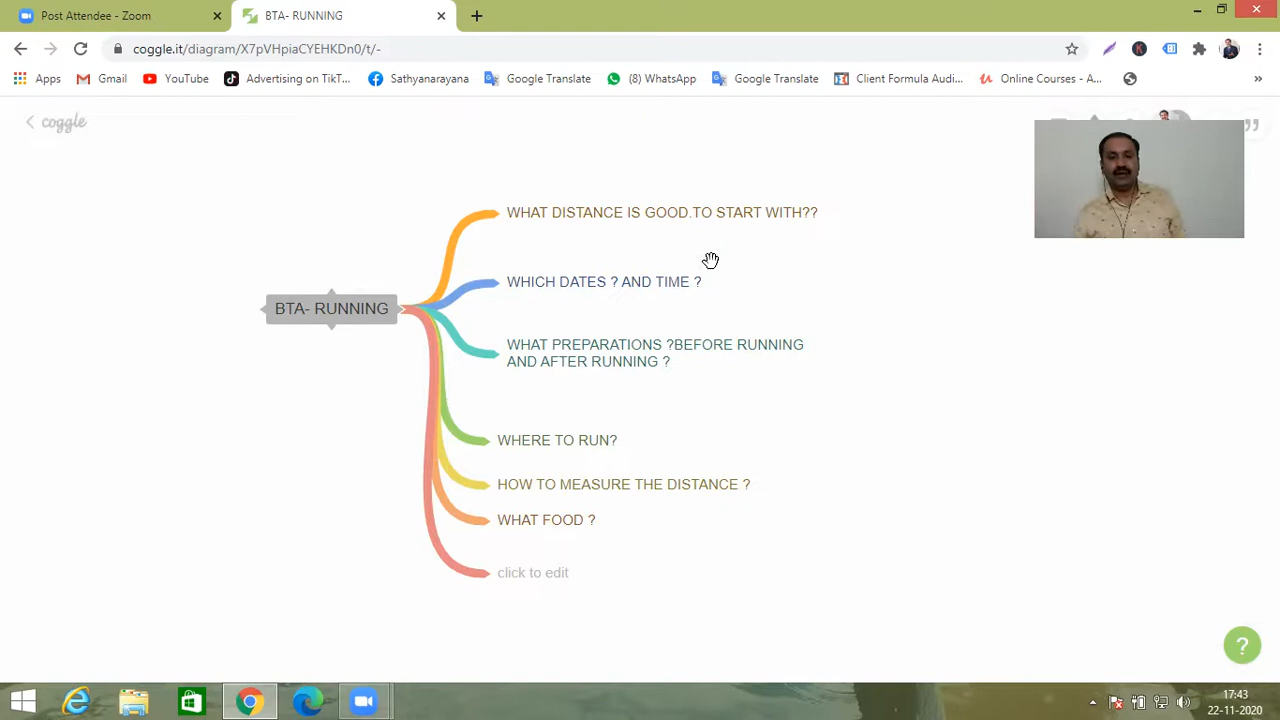 Post Attendee - Zoom
BTA- RUNNING
coggle.it/diagram/X7pVHpiaCYEHKDn0/t/-
Apps
Gmail
YouTube
Advertising on TikT...
Sathyanarayana
Google Translate
(8) WhatsApp
Google Translate
Client Formula Audi...
Online Courses - A...
coggle
WHAT DISTANCE IS GOOD.TO START WITH??
WHICH DATES ? AND TIME ?
BTA- RUNNING
WHAT PREPARATIONS ?BEFORE RUNNING
AND AFTER RUNNING ?
WHERE TO RUN?
HOW TO MEASURE THE DISTANCE ?
WHAT FOOD ?
click to edit
?
17:43
22-11-2020